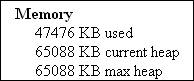 Memory
47476 KB used
65088 KB current heap
65088 KB max heap